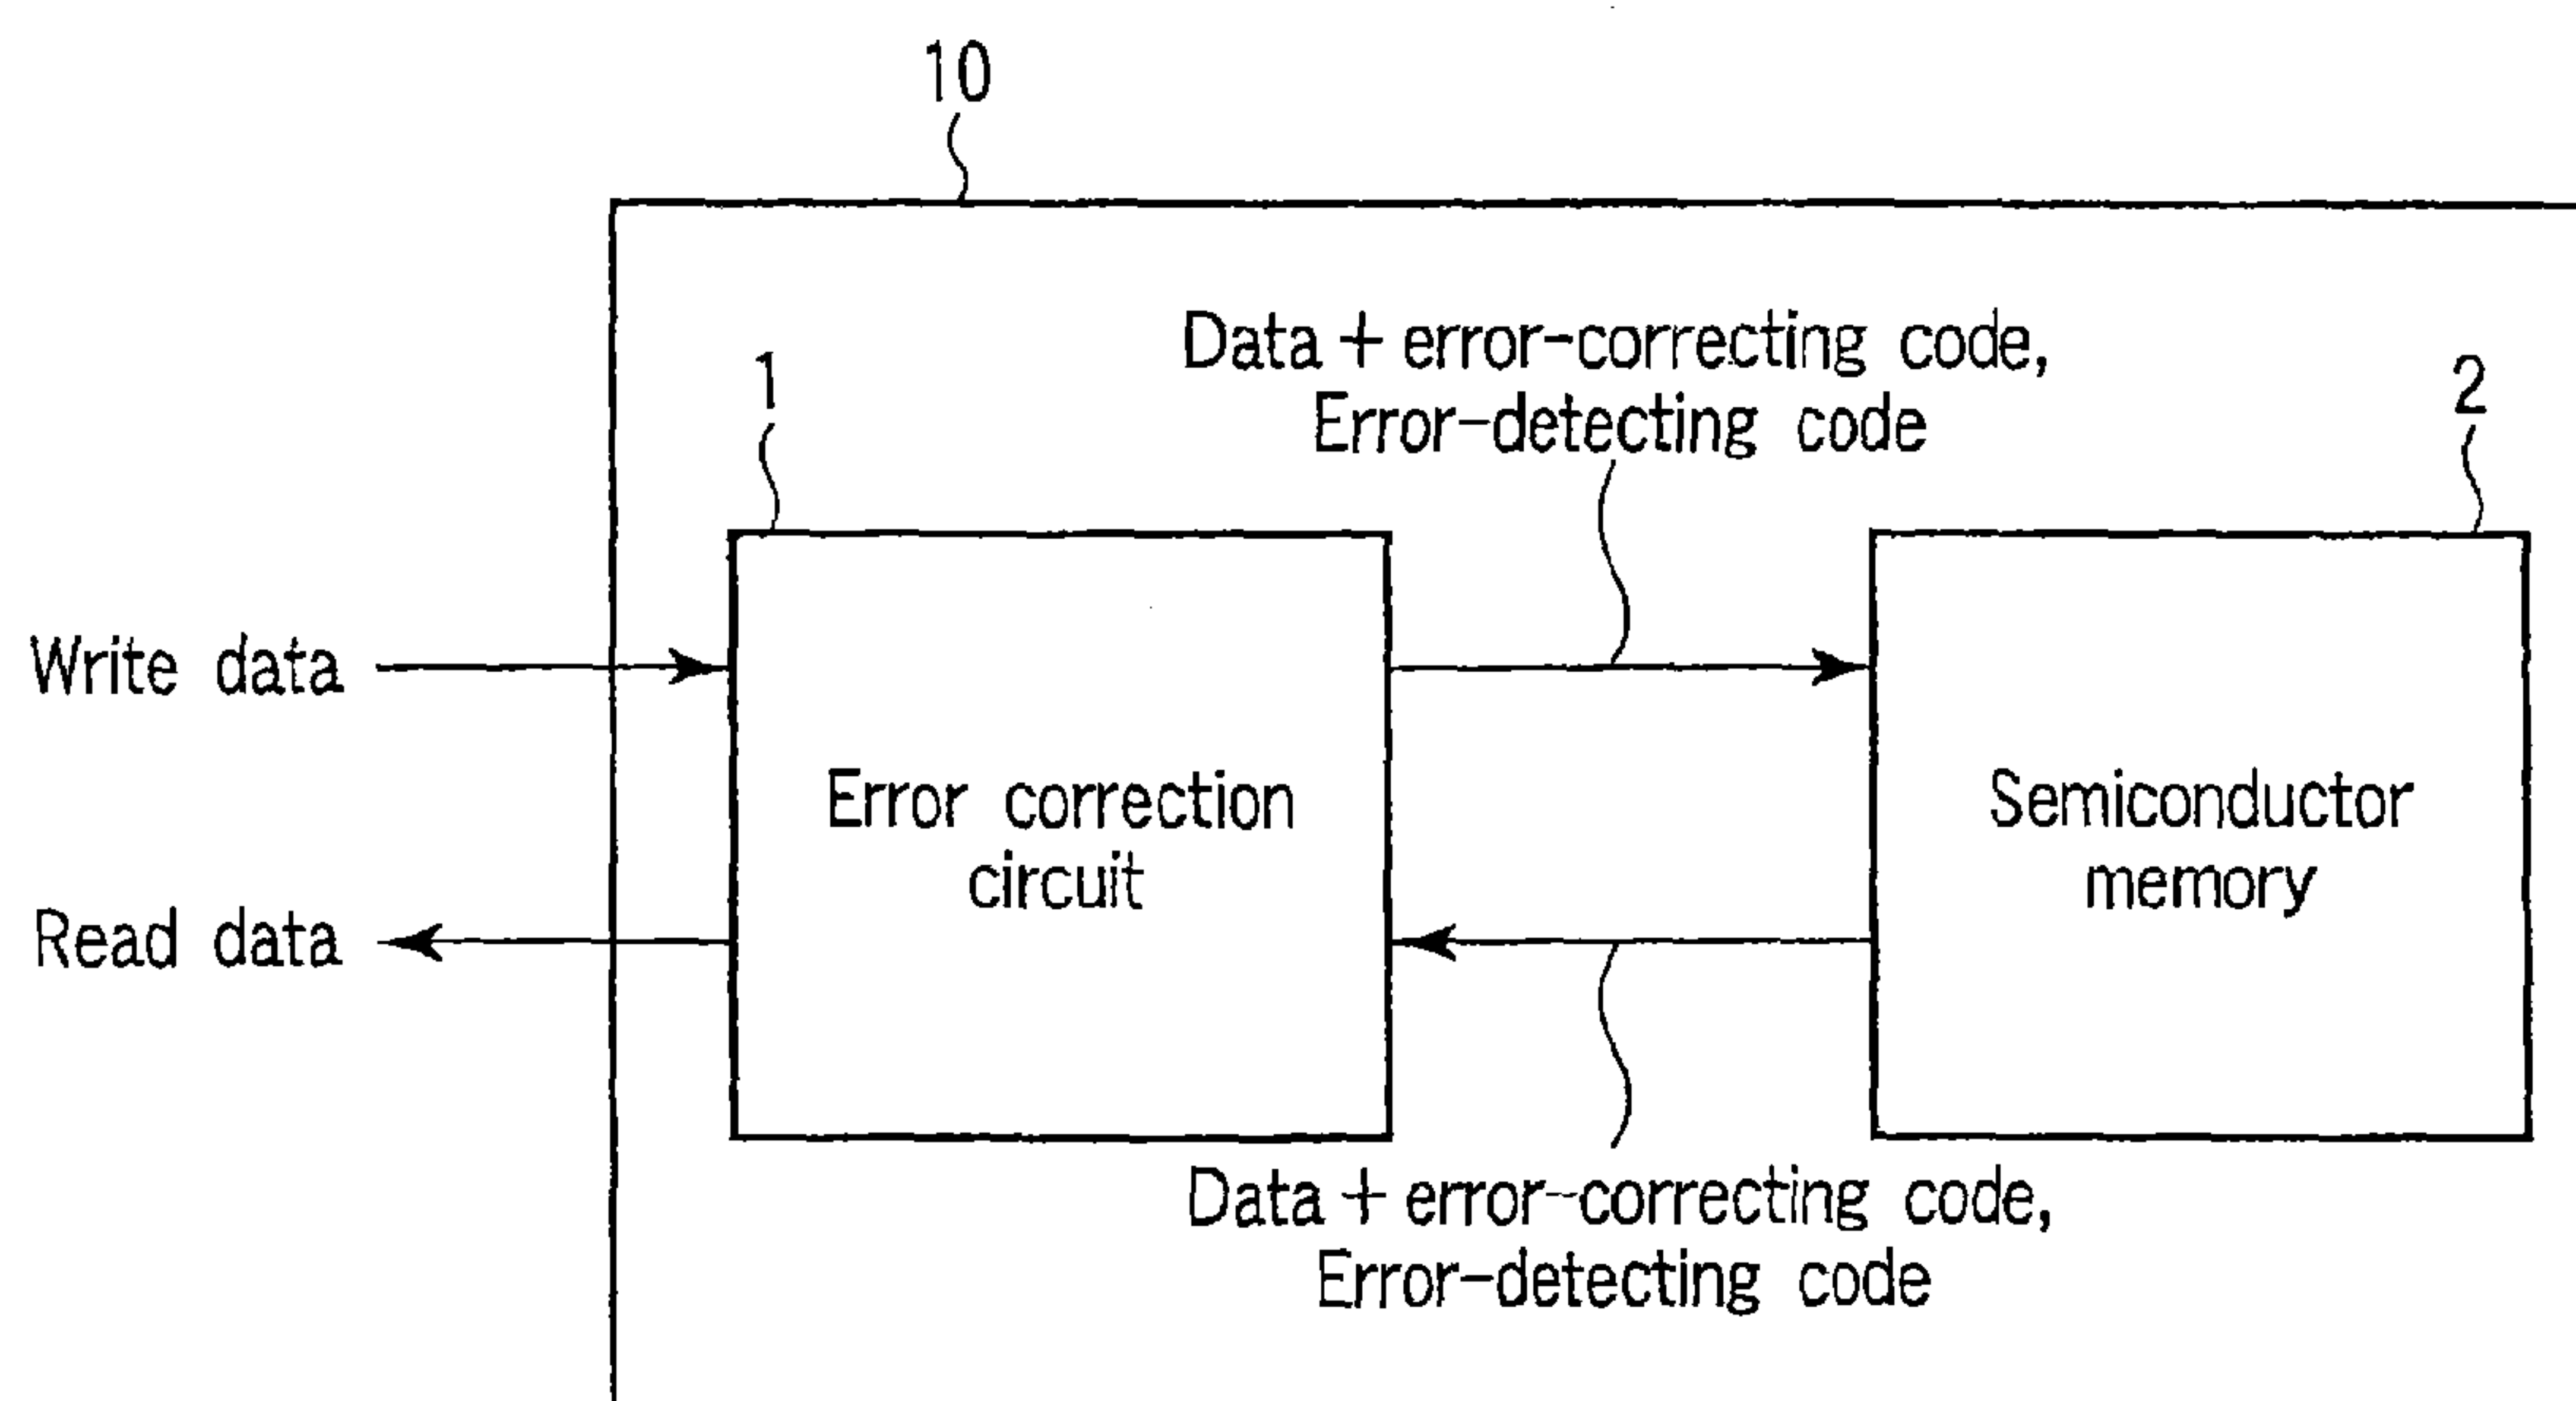 10
Data + error-correcting code,
Error-detecting code
1
2
Write data
Error correction
circuit
Semiconductor
memory
Read data
Data + error-correcting code,
Error-detecting code